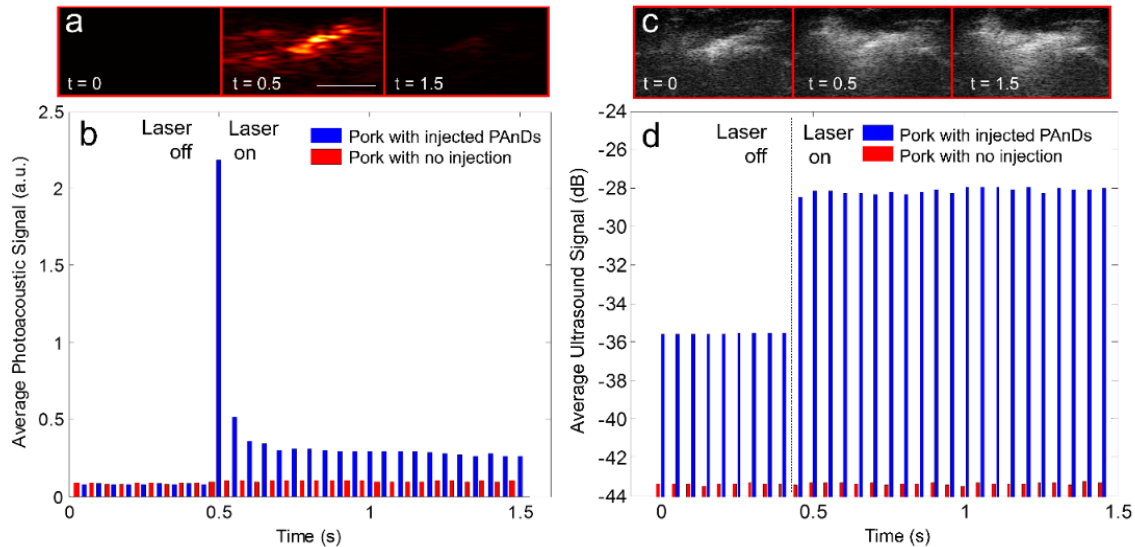 a
t = 0
t = 0.5
t = 1.5
c
t = 0
t = 0.5
t = 1.5
b
Laser off
Laser on
Pork with injected PAnDs
Pork with no injection
Average Photoacoustic Signal (a.u.)
2.5
2
1.5
1
0.5
0
0
0.5
1
1.5
Time (s)
d
Laser off
Laser on
Pork with injected PAnDs
Pork with no injection
Average Ultrasound Signal (dB)
-24
-26
-28
-30
-32
-34
-36
-38
-40
-42
-44
0
0.5
1
1.5
Time (s)